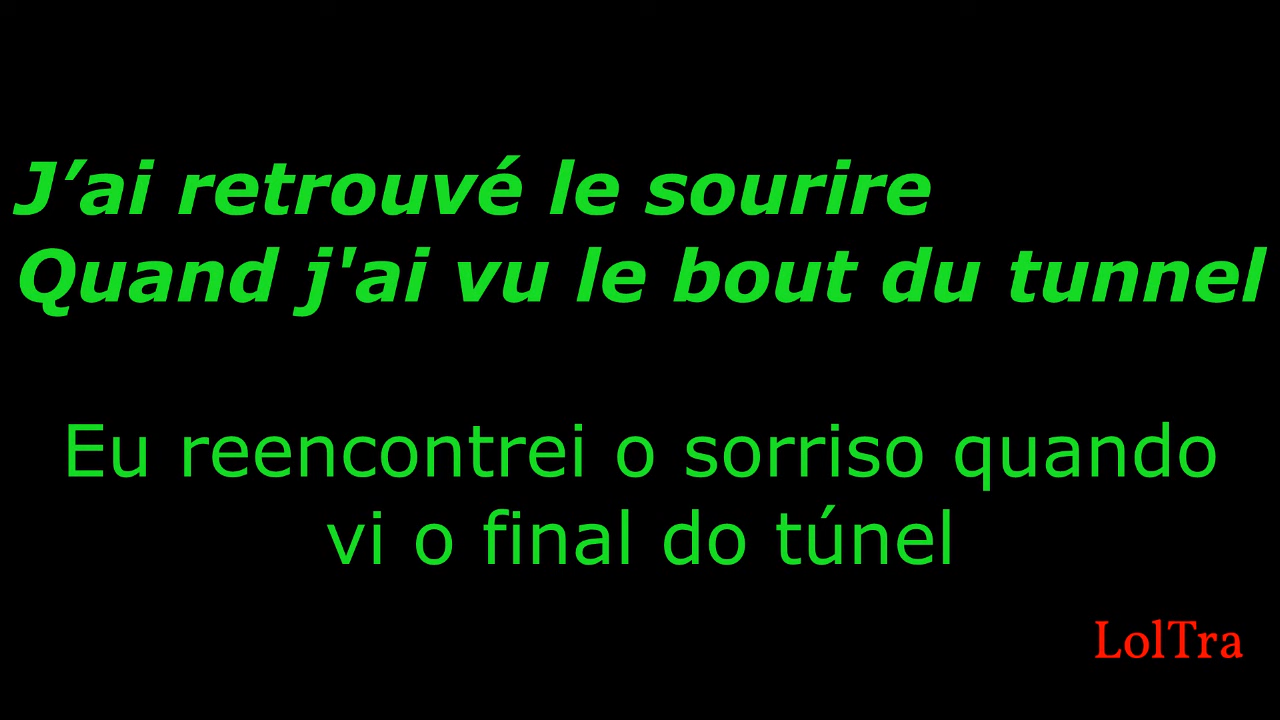 J’ai retrouvé le sourire
Quand j'ai vu le bout du tunnel
Eu reencontrei o sorriso quando
vi o final do túnel
LolTra